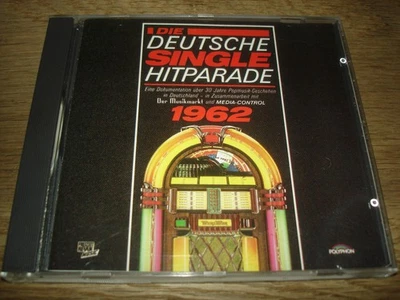 DIE
DEUTSCHE
SINGLE
HITPARADE
Eine Dokumentation über 30 Jahre Popmusik-Geschichte
in Deutschland - in Zusammenarbeit mit
Der Musikmarkt und MEDIA-CONTROL
1962
POLYPHON